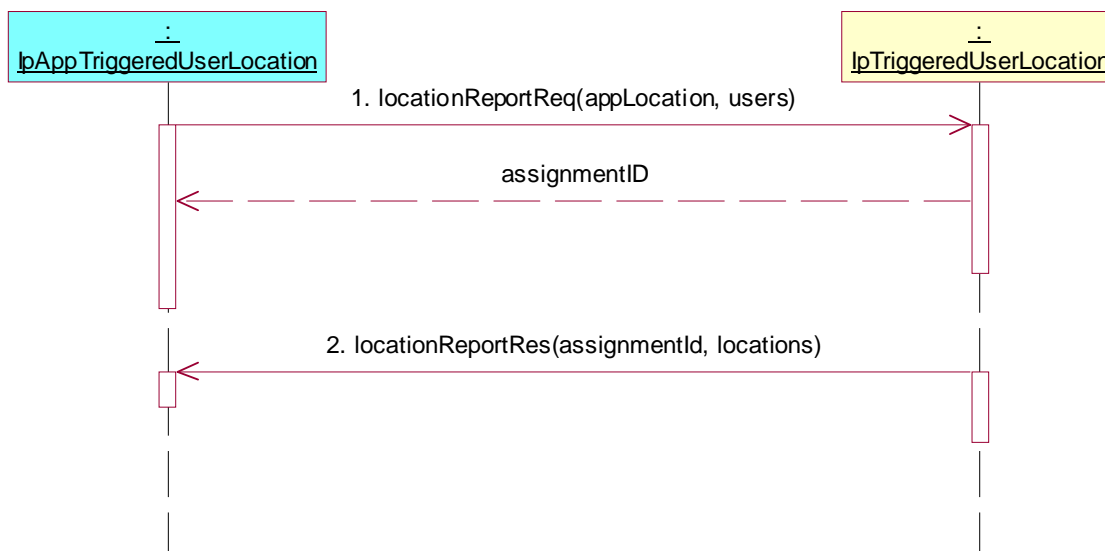 :
IpAppTriggeredUserLocation
:
IpTriggeredUserLocation
1. locationReportReq(appLocation, users)
assignmentID
2. locationReportRes(assignmentId, locations)